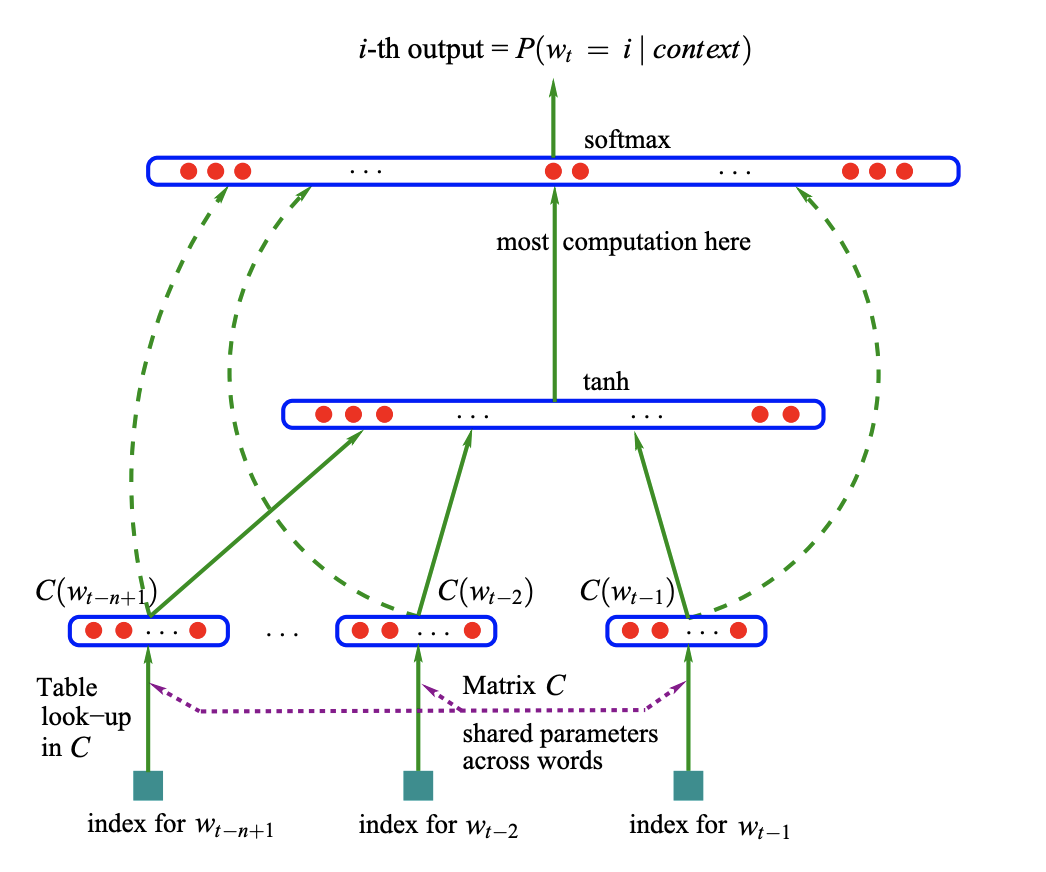 i-th output = P(w_t = i | context)
softmax
. . .
. . .
most computation here
tanh
. . .
. . .
C(w_{t−n+1})
C(w_{t−2})
C(w_{t−1})
. . .
. . .
. . .
. . .
Table
look−up
in C
Matrix C
shared parameters
across words
index for w_{t−n+1}
index for w_{t−2}
index for w_{t−1}